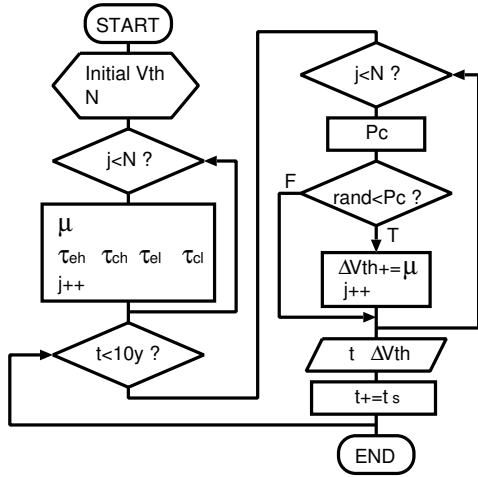 START
Initial Vth
N
j<N ?
μ
τeh τch τel τcl
j++
t<10y ?
j<N ?
Pc
F
rand<Pc ?
T
ΔVth+=μ
j++
t ΔVth
t+=ts
END